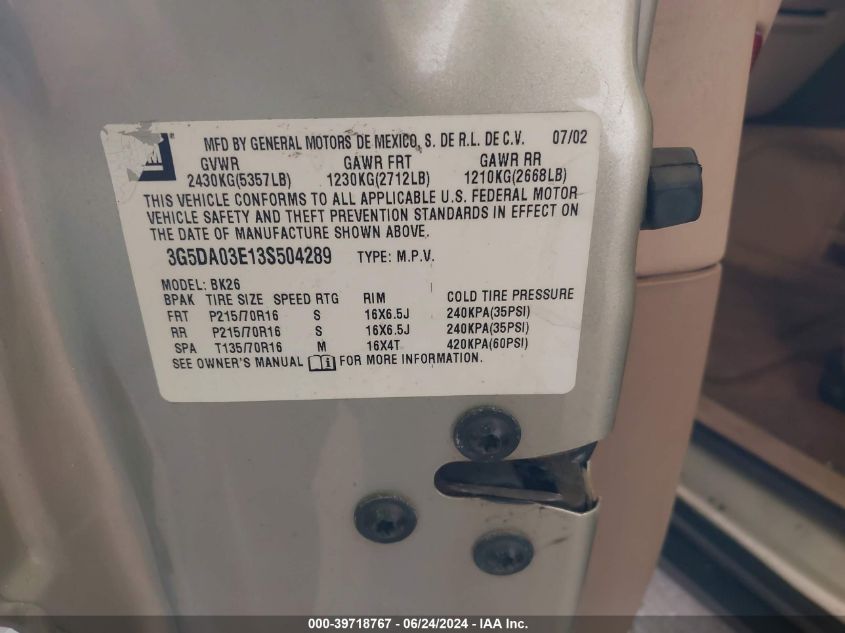 GM
MFD BY GENERAL MOTORS DE MEXICO, S. DE R.L. DE C.V. 07/02
GVWR GAWR FRT GAWR RR
2430KG(5357LB) 1230KG(2712LB) 1210KG(2668LB)
THIS VEHICLE CONFORMS TO ALL APPLICABLE U.S. FEDERAL MOTOR
VEHICLE SAFETY AND THEFT PREVENTION STANDARDS IN EFFECT ON
THE DATE OF MANUFACTURE SHOWN ABOVE.
3G5DA03E13S504289 TYPE: M.P.V.
MODEL: BK26
BPAK TIRE SIZE SPEED RTG RIM COLD TIRE PRESSURE
FRT P215/70R16 S 16X6.5J 240KPA(35PSI)
RR P215/70R16 S 16X6.5J 240KPA(35PSI)
SPA T135/70R16 M 16X4T 420KPA(60PSI)
SEE OWNER'S MANUAL FOR MORE INFORMATION.
000-39718767 - 06/24/2024 - IAA Inc.